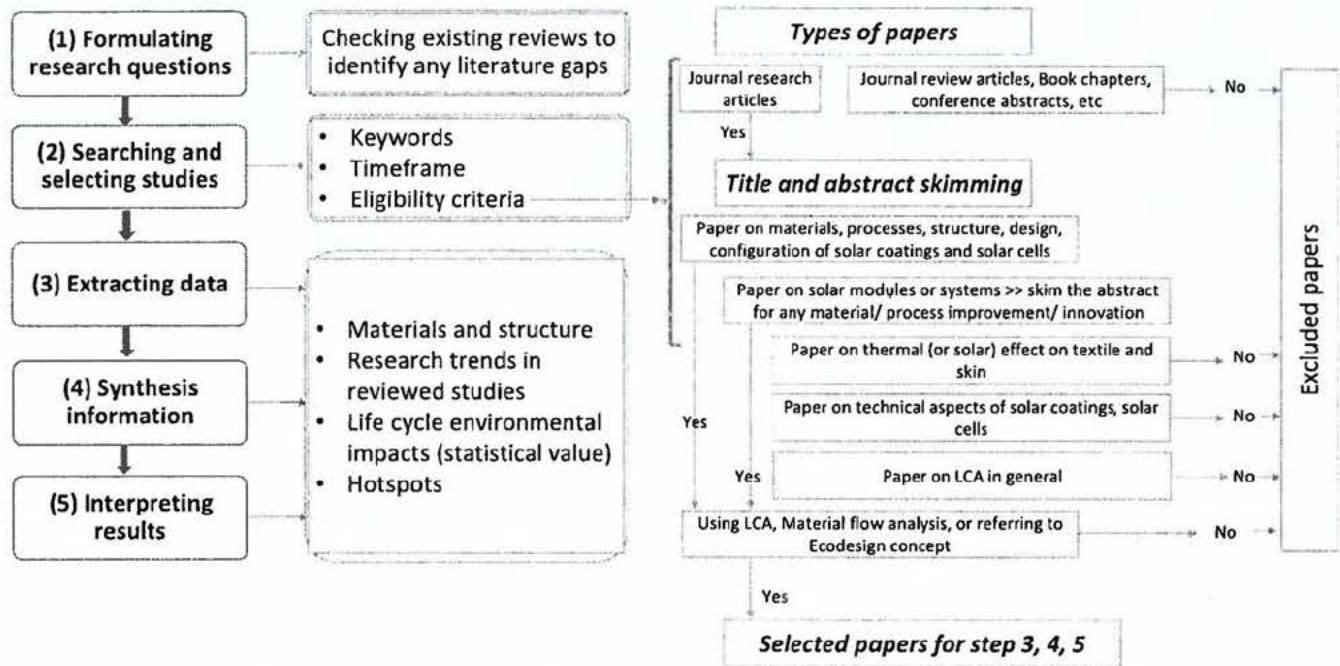 (1) Formulating
research questions
(2) Searching and
selecting studies
(3) Extracting data
(4) Synthesis
information
(5) Interpreting
results
Checking existing reviews to
identify any literature gaps
• Keywords
• Timeframe
• Eligibility criteria
• Materials and structure
• Research trends in
reviewed studies
• Life cycle environmental
impacts (statistical value)
• Hotspots
Types of papers
Journal research
articles
Journal review articles, Book chapters,
conference abstracts, etc
No
Yes
Title and abstract skimming
Paper on materials, processes, structure, design,
configuration of solar coatings and solar cells
Paper on solar modules or systems >> skim the abstract
for any material/ process improvement/ innovation
Paper on thermal (or solar) effect on textile and
skin
No
Paper on technical aspects of solar coatings, solar
cells
No
Yes
Paper on LCA in general
No
Yes
Using LCA, Material flow analysis, or referring to
Ecodesign concept
No
Yes
Selected papers for step 3, 4, 5
Excluded papers